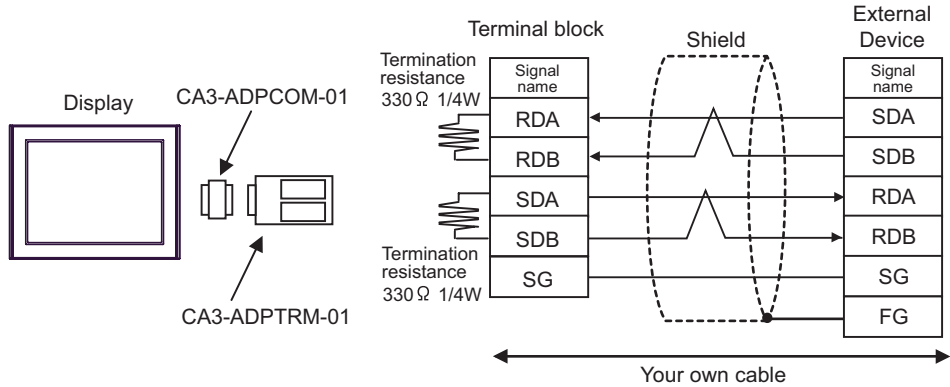 Display
CA3-ADPCOM-01
CA3-ADPTRM-01
Terminal block
Shield
External
Device
Termination
resistance
330 Ω 1/4W
Signal
name
RDA
RDB
SDA
SDB
SG
Termination
resistance
330 Ω 1/4W
Signal
name
SDA
SDB
RDA
RDB
SG
FG
Your own cable